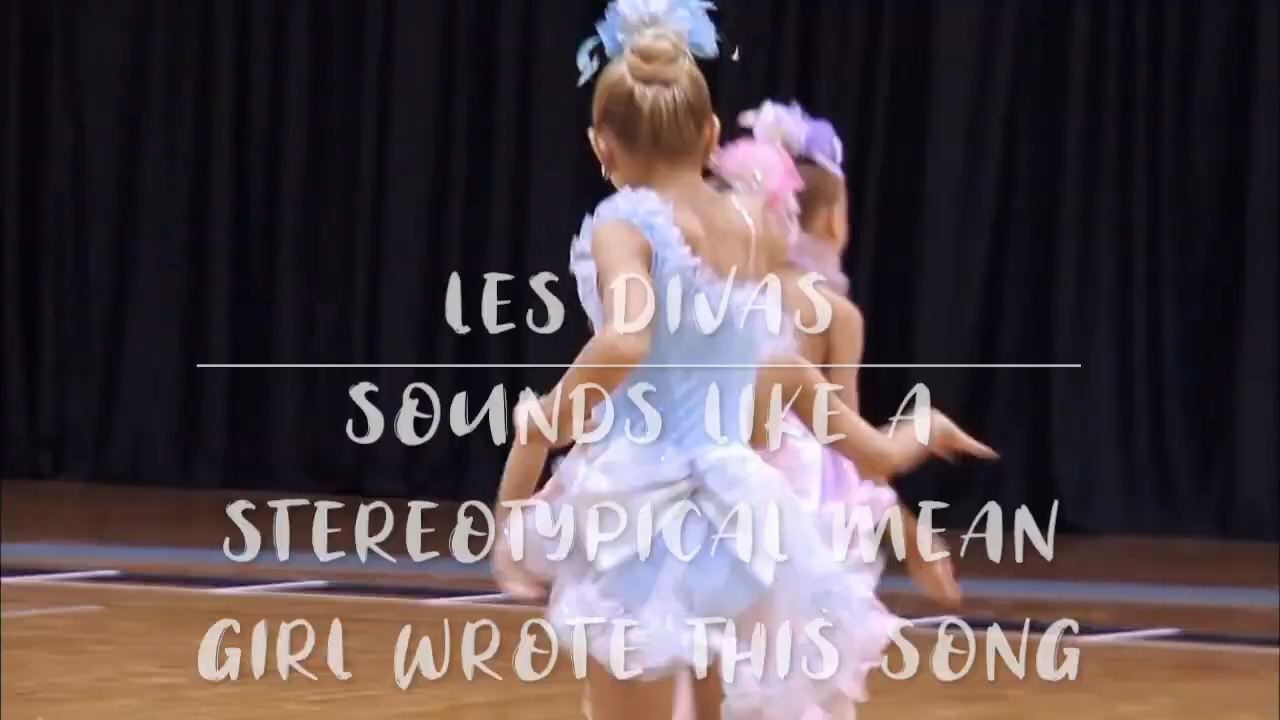 LES DIVAS
SOUNDS LIKE A
STEREOTYPICAL MEAN
GIRL WROTE THIS SONG